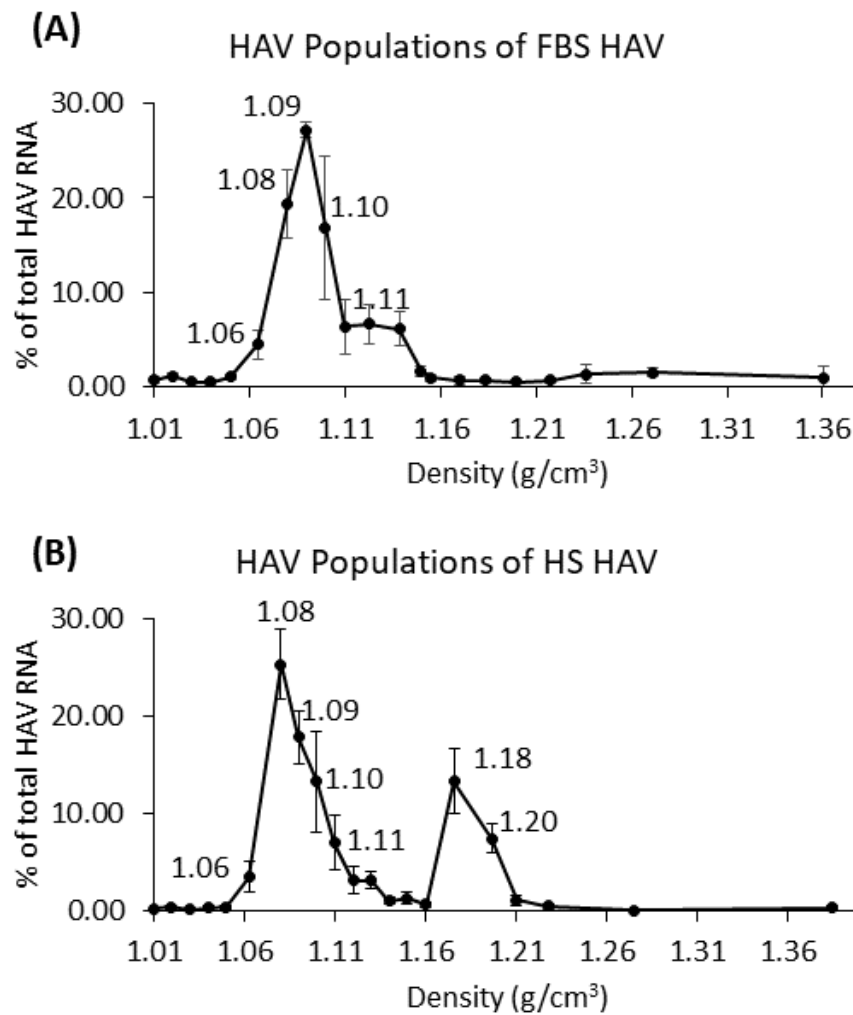 (A)
HAV Populations of FBS HAV
30.00
20.00
10.00
0.00
% of total HAV RNA
1.09
1.08
1.10
1.11
1.06
1.01 1.06 1.11 1.16 1.21 1.26 1.31 1.36
Density (g/cm³)
(B)
HAV Populations of HS HAV
30.00
20.00
10.00
0.00
% of total HAV RNA
1.08
1.09
1.10
1.18
1.11
1.20
1.06
1.01 1.06 1.11 1.16 1.21 1.26 1.31 1.36
Density (g/cm³)